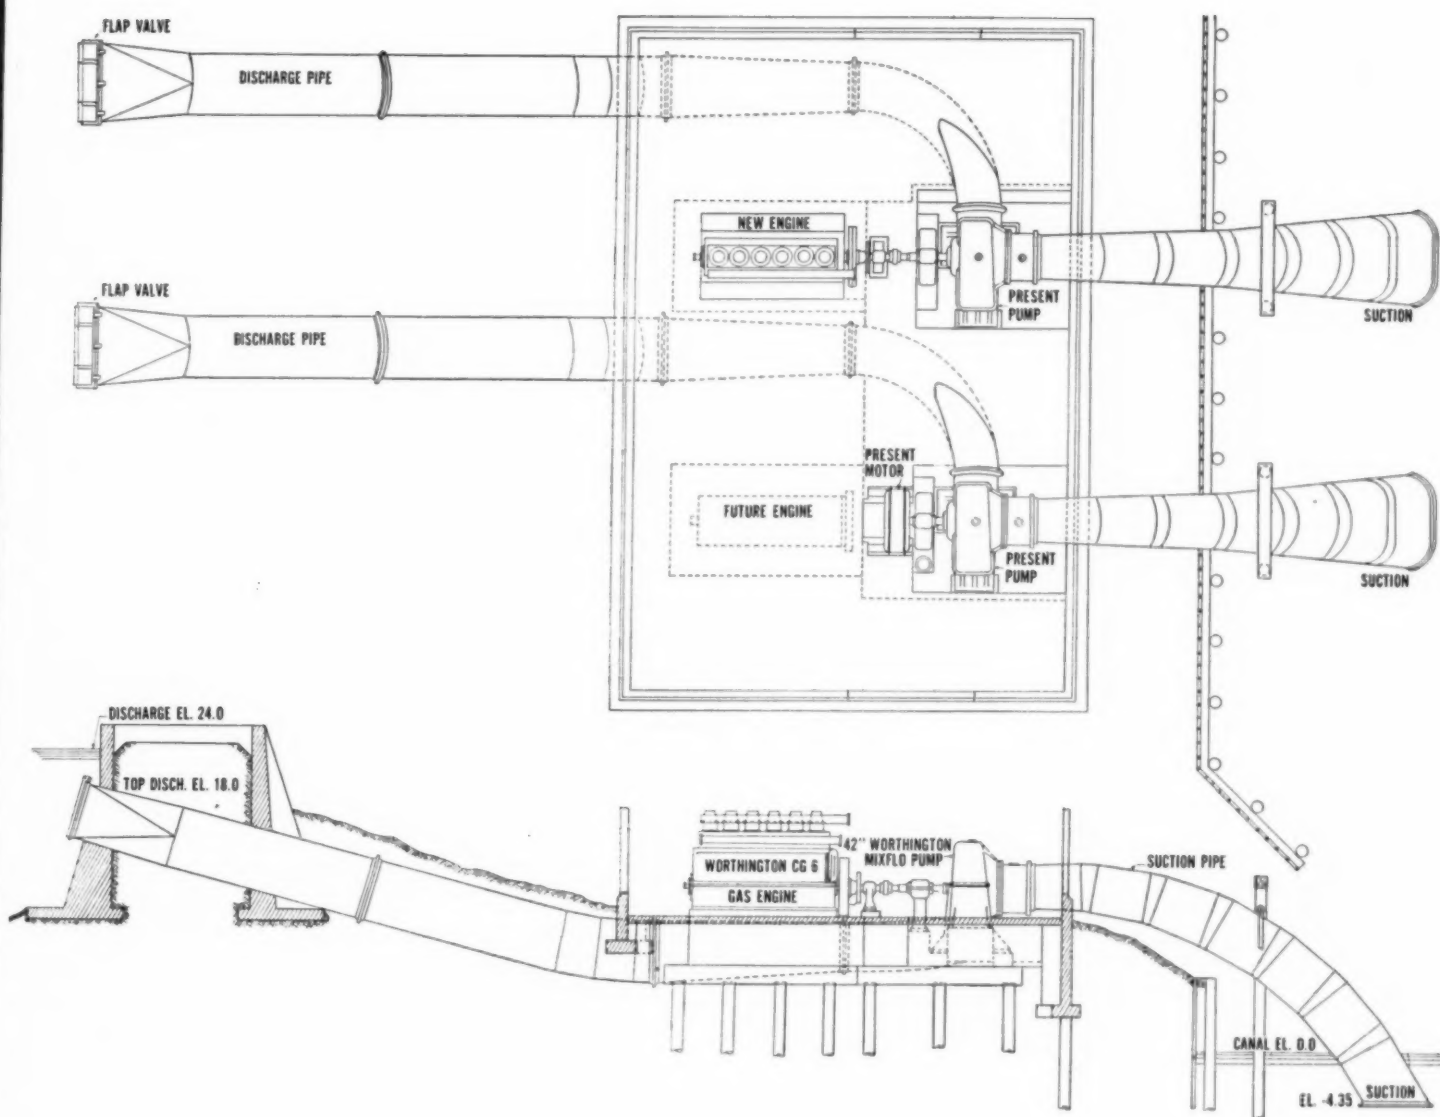 FLAP VALVE
DISCHARGE PIPE
NEW ENGINE
FLAP VALVE
DISCHARGE PIPE
PRESENT
PUMP
SUCTION
PRESENT
MOTOR
FUTURE ENGINE
PRESENT
PUMP
SUCTION
DISCHARGE EL. 24.0
TOP DISCH. EL. 18.0
42" WORTHINGTON
MIXFLO PUMP
WORTHINGTON CG 6
GAS ENGINE
SUCTION PIPE
CANAL EL. 0.0
EL. -4.35
SUCTION